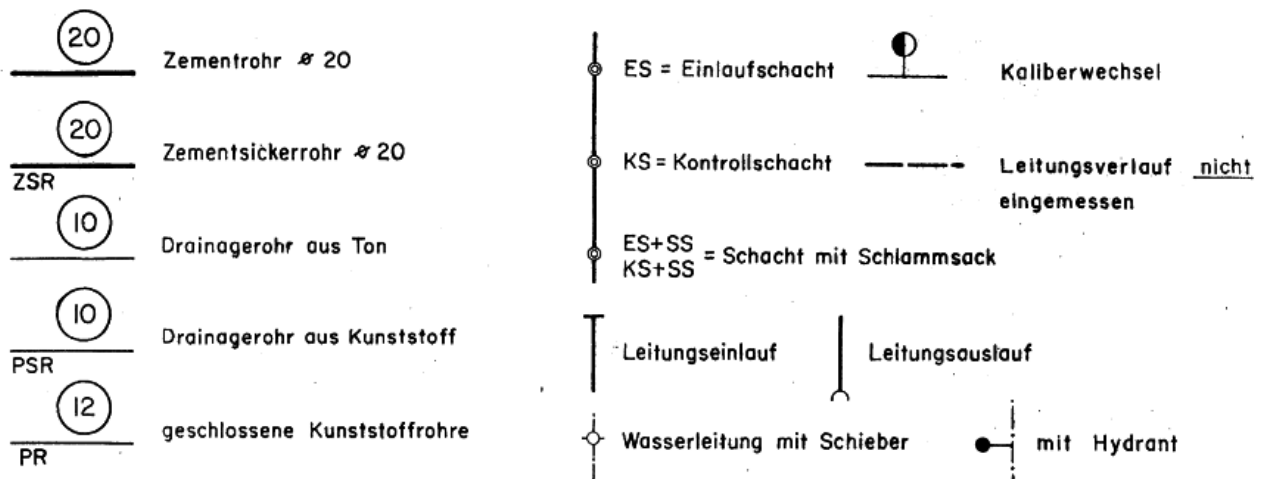 20
Zementrohr ø 20
20
Zementsickerrohr ø 20
ZSR
10
Drainagerohr aus Ton
10
Drainagerohr aus Kunststoff
PSR
12
geschlossene Kunststoffrohre
PR
ES = Einlaufschacht
KS = Kontrollschacht
ES+SS
KS+SS
= Schacht mit Schlammsack
Leitungseinlauf
Wasserleitung mit Schieber
Kaliberwechsel
Leitungsverlauf nicht
eingemessen
Leitungsauslauf
mit Hydrant